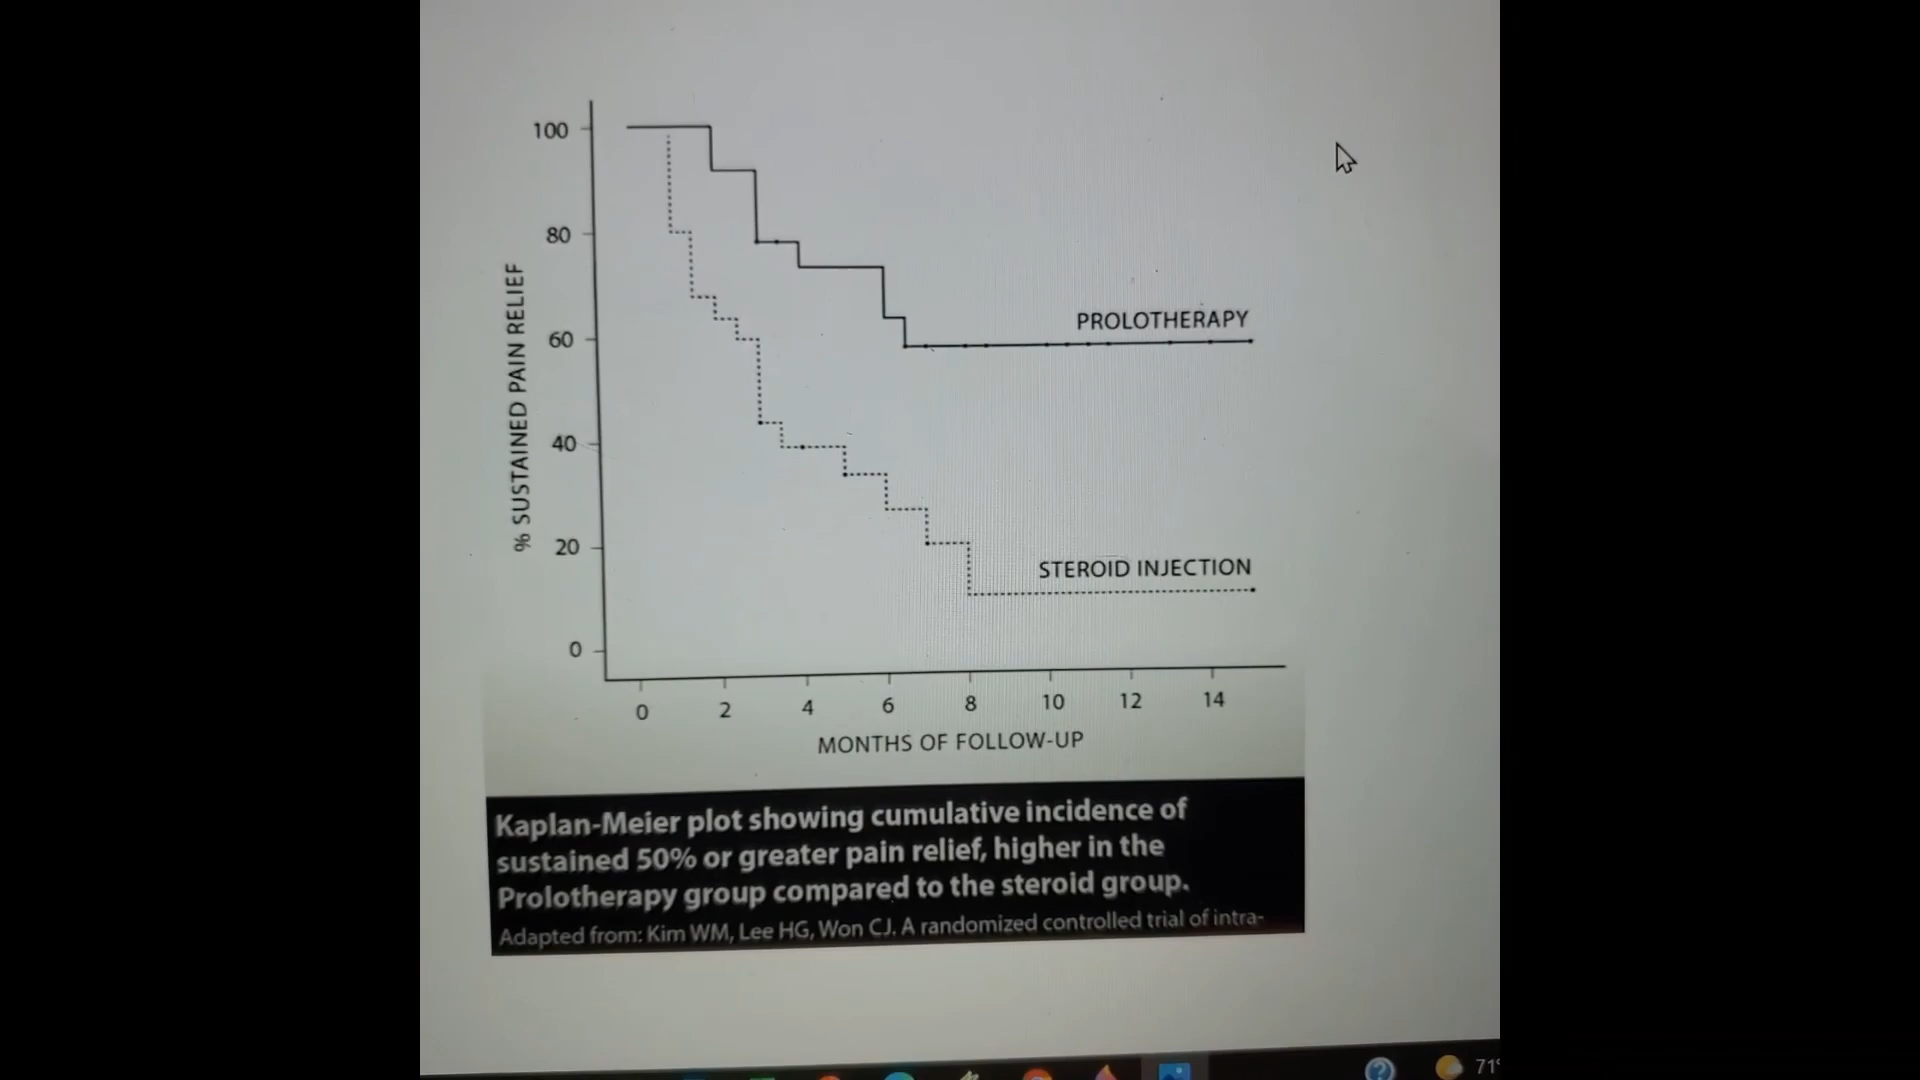 100
80
60
40
20
0
% SUSTAINED PAIN RELIEF
PROLOTHERAPY
STEROID INJECTION
0 2 4 6 8 10 12 14
MONTHS OF FOLLOW-UP
Kaplan-Meier plot showing cumulative incidence of
sustained 50% or greater pain relief, higher in the
Prolotherapy group compared to the steroid group.
Adapted from: Kim WM, Lee HG, Won CJ. A randomized controlled trial of intra-
?
71°